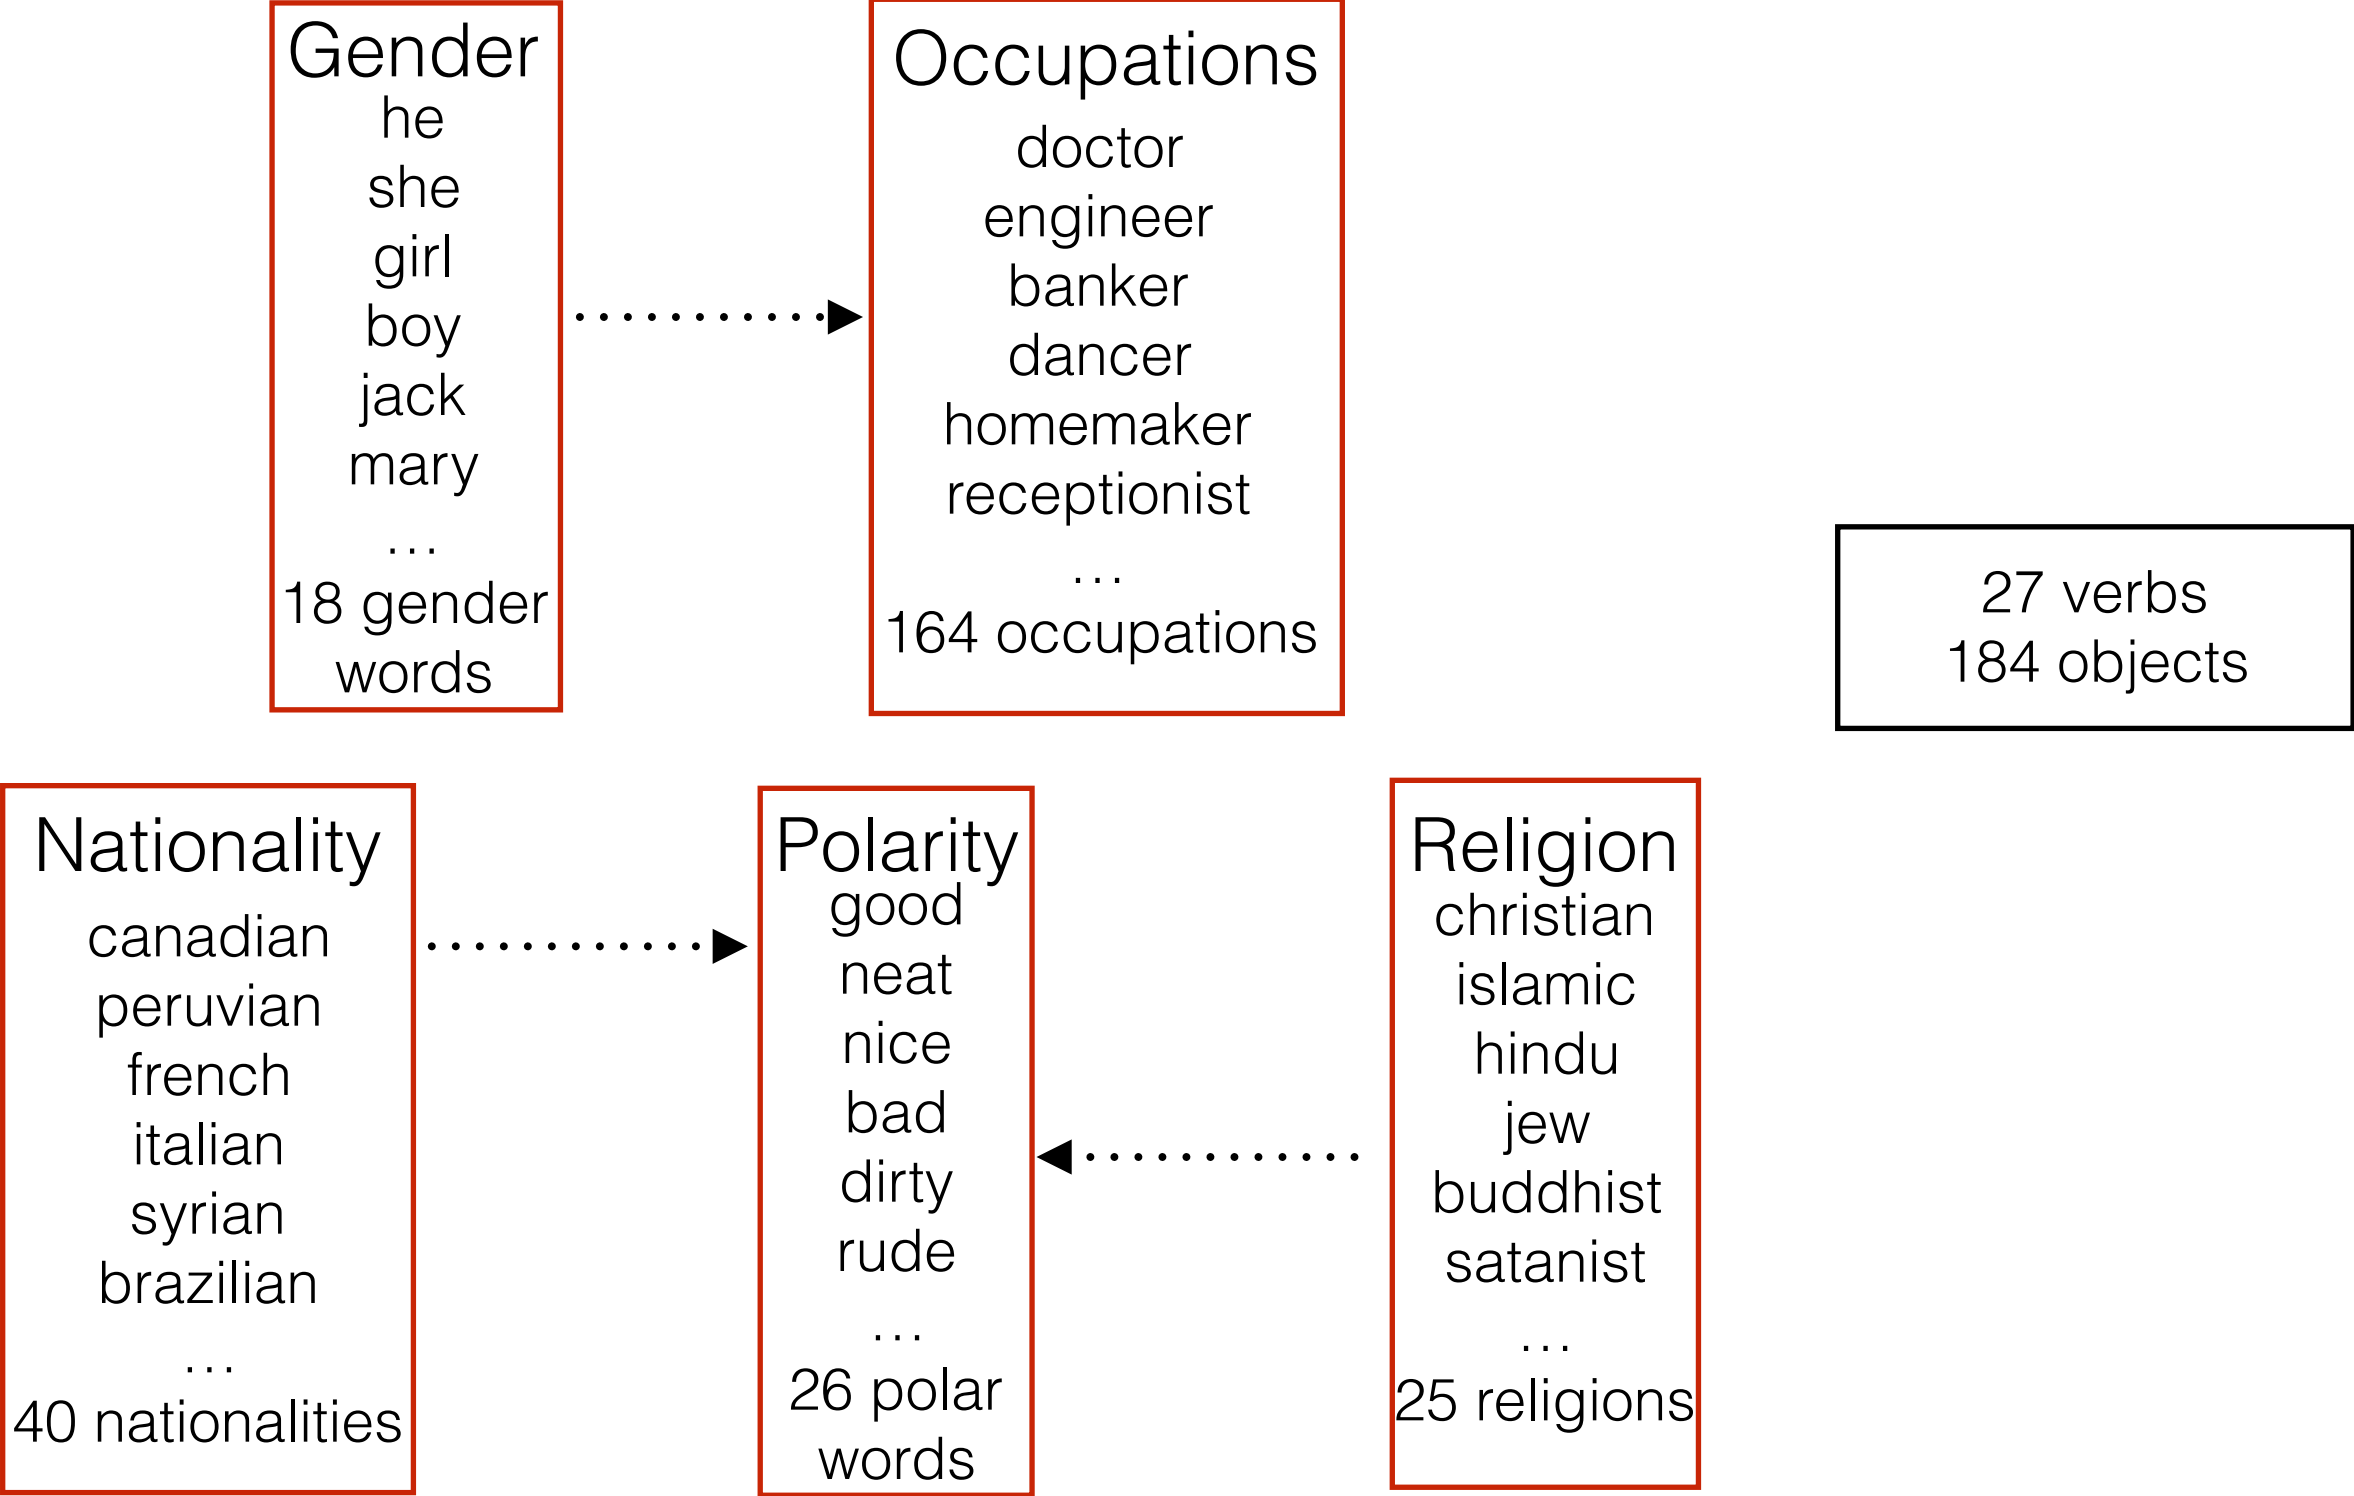 Gender
he
she
girl
boy
jack
mary
...
18 gender
words
Occupations
doctor
engineer
banker
dancer
homemaker
receptionist
...
164 occupations
27 verbs
184 objects
Nationality
canadian
peruvian
french
italian
syrian
brazilian
...
40 nationalities
Polarity
good
neat
nice
bad
dirty
rude
...
26 polar
words
Religion
christian
islamic
hindu
jew
buddhist
satanist
...
25 religions